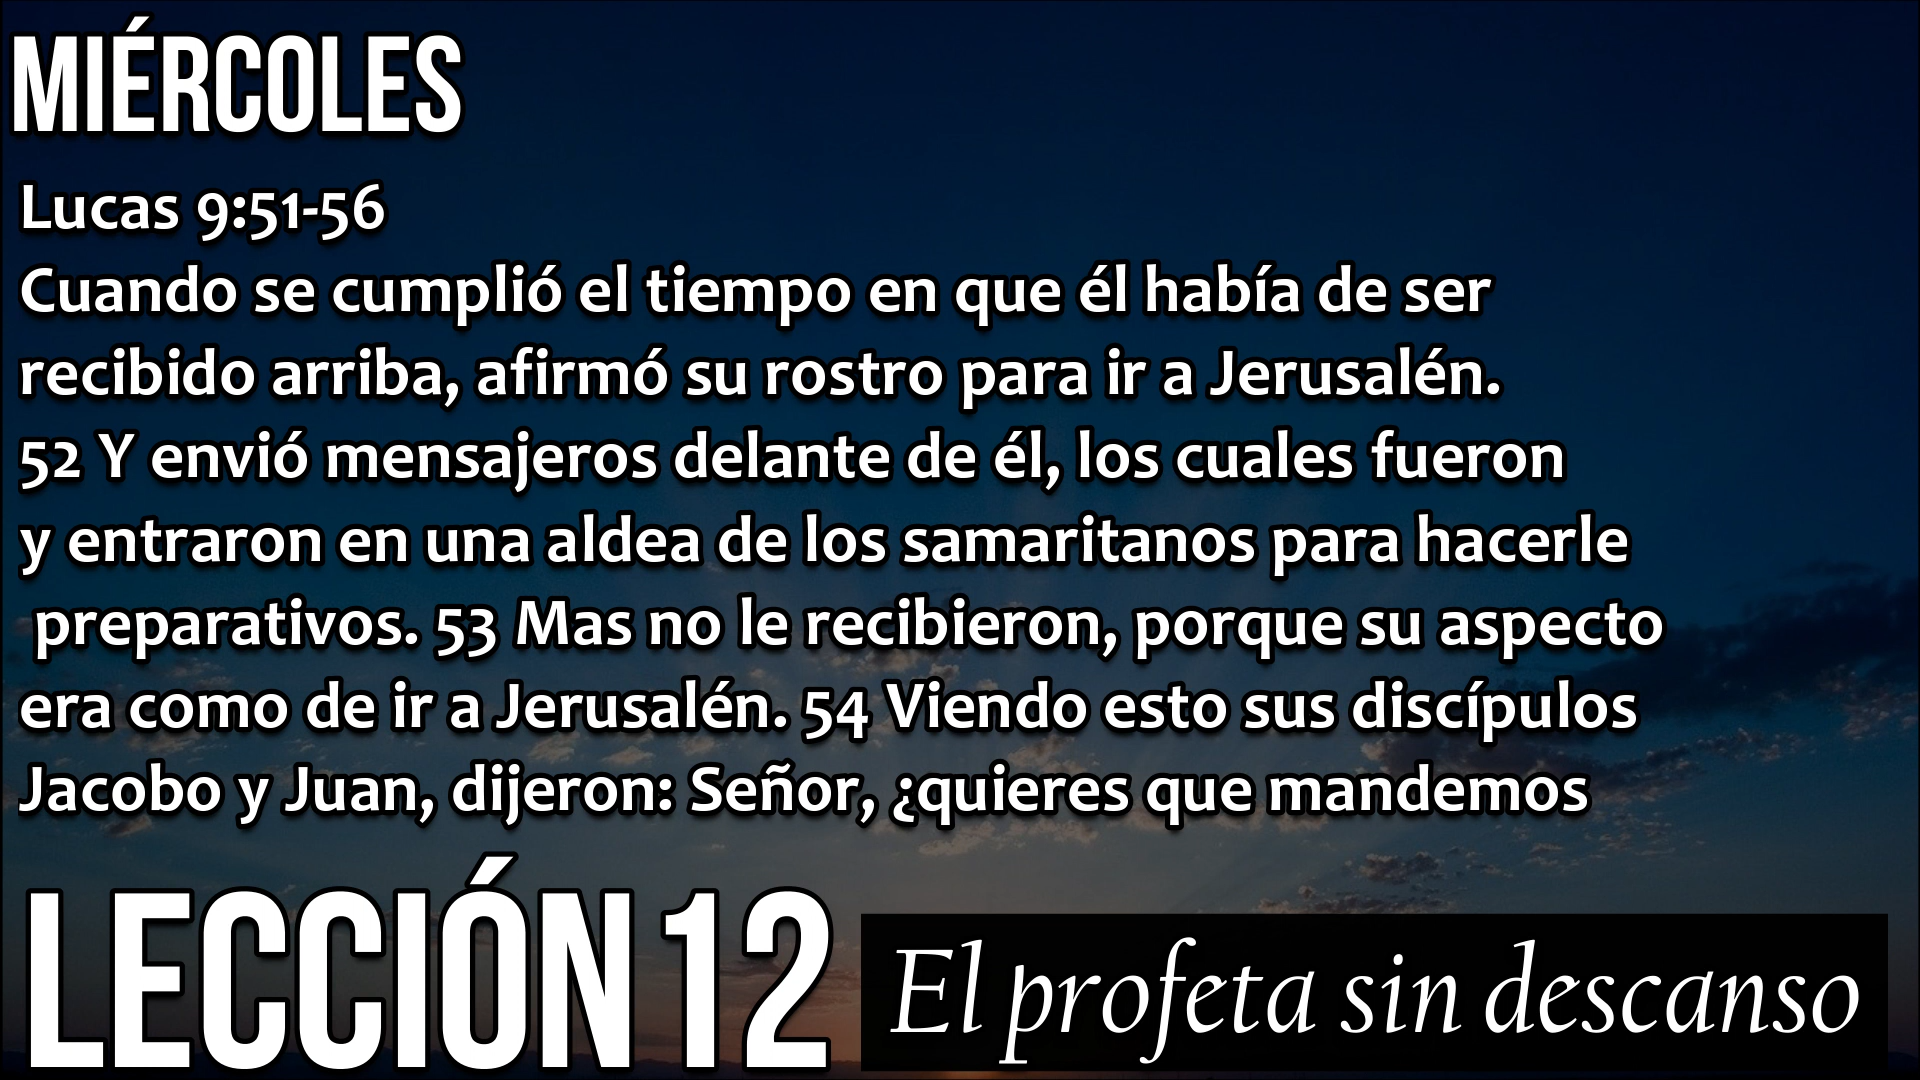 MIÉRCOLES
Lucas 9:51-56
Cuando se cumplió el tiempo en que él había de ser
recibido arriba, afirmó su rostro para ir a Jerusalén.
52 Y envió mensajeros delante de él, los cuales fueron
y entraron en una aldea de los samaritanos para hacerle
preparativos. 53 Mas no le recibieron, porque su aspecto
era como de ir a Jerusalén. 54 Viendo esto sus discípulos
Jacobo y Juan, dijeron: Señor, ¿quieres que mandemos
LECCIÓN 12
El profeta sin descanso